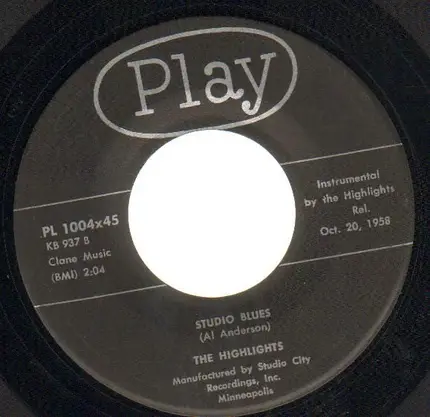 Play
PL 1004x45
KB 937 B
Clane Music
(BMI) 2:04
Instrumental
by the Highlights
Rel.
Oct. 20, 1958
STUDIO BLUES
(Al Anderson)
THE HIGHLIGHTS
Manufactured by Studio City
Recordings, Inc.
Minneapolis